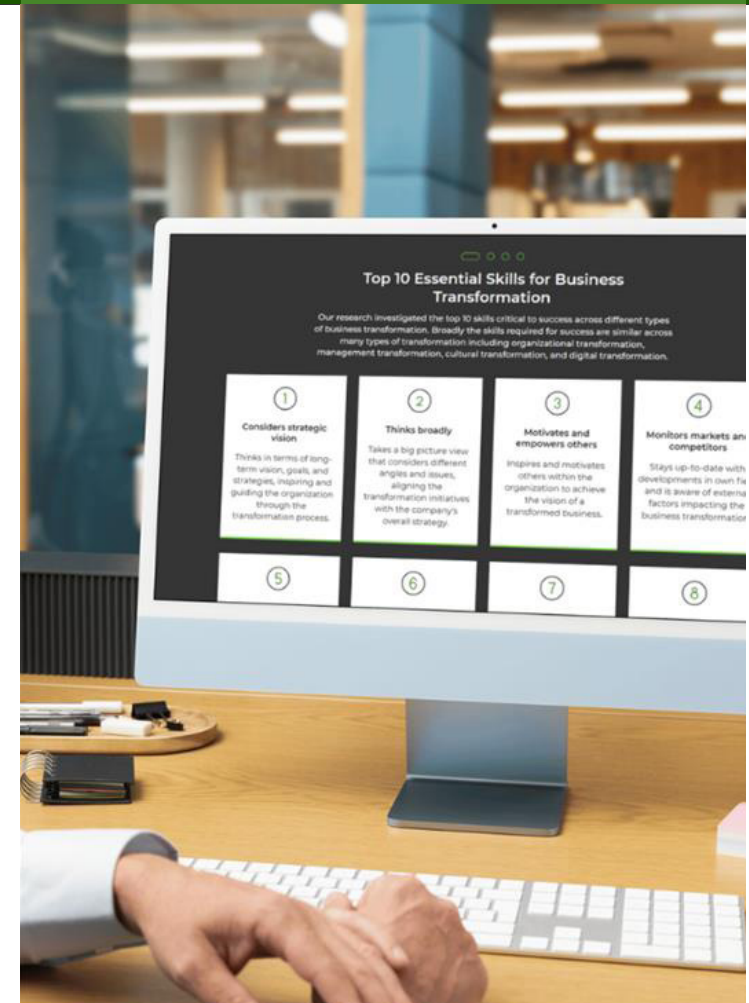 Top 10 Essential Skills for Business
Transformation
Our research investigated the top 10 skills critical to success across different types
of business transformation. Broadly the skills required for success are similar across
many types of transformation including organizational transformation,
management transformation, cultural transformation, and digital transformation.
1
Considers strategic
vision
Thinks in terms of long-
term vision, goals, and
strategies, inspiring and
guiding the organization
through the
transformation process.
2
Thinks broadly
Takes a big picture view
that considers different
angles and issues,
aligning the
transformation initiatives
with the company's
overall strategy.
3
Motivates and
empowers others
Inspires and motivates
others within the
organization to achieve
the vision of a
transformed business.
4
Monitors markets and
competitors
Stays up-to-date with
developments in own fie
and is aware of externa
factors impacting the
business transformation
5
6
7
8